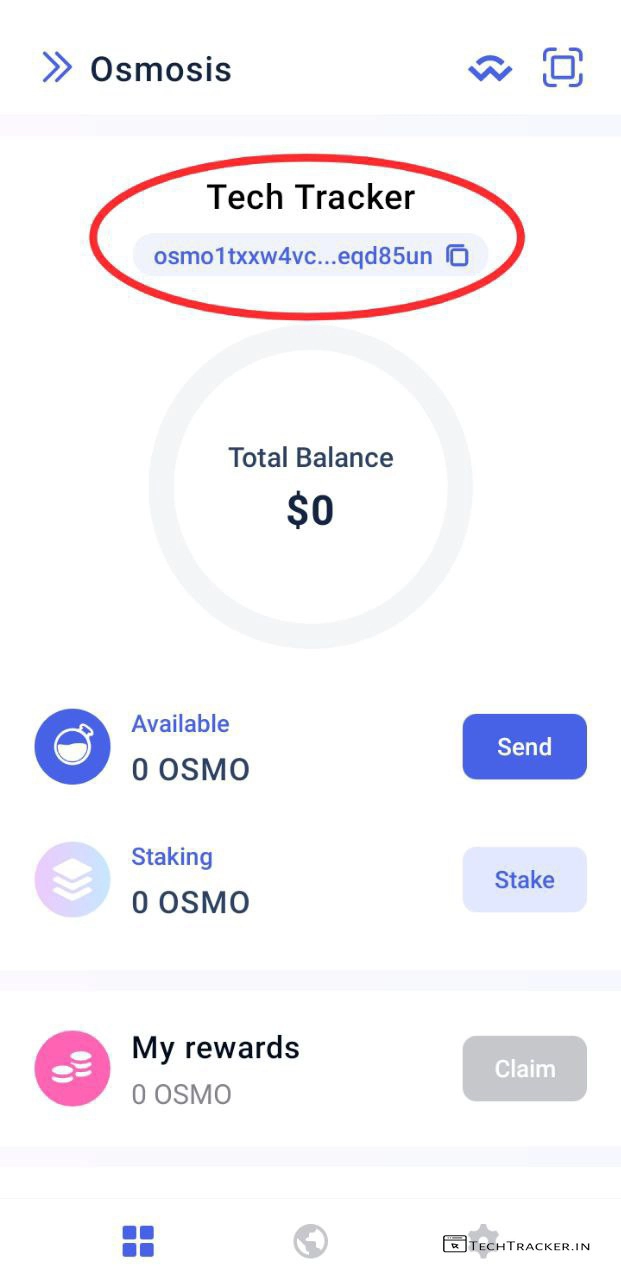 Osmosis
Tech Tracker
osmo1txxw4vc...eqd85un
Total Balance
$0
Available
0 OSMO
Send
Staking
0 OSMO
Stake
My rewards
0 OSMO
Claim
TECHTRACKER.IN